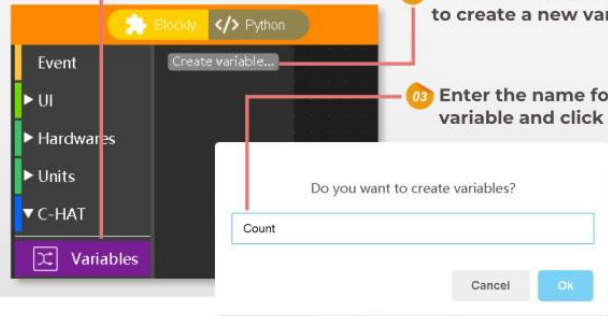 to create a new var
Blockly </> Python
Event
Create variable...
UI
03 Enter the name fo
variable and click
Hardwares
Units
Do you want to create variables?
C-HAT
Count
Variables
Cancel Ok